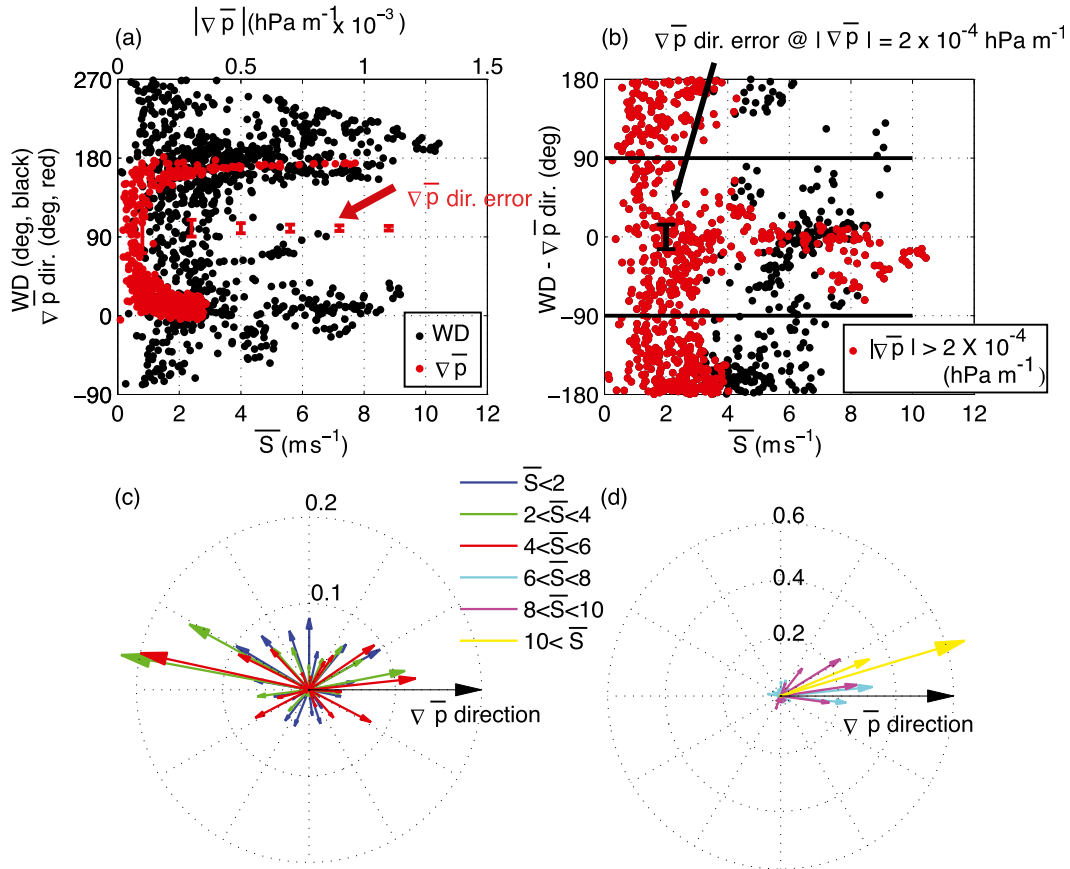 (a)
|∇p̅| (hPa m⁻¹ x 10⁻³)
0 0.5 1 1.5
270
180
90
0
−90
WD (deg, black)
∇p̅ dir. (deg, red)
∇p̅ dir. error
WD
∇p̅
0 2 4 6 8 10 12
S̅ (m s⁻¹)
(b)
∇p̅ dir. error @ | ∇p̅ | = 2 x 10⁻⁴ hPa m⁻¹
180
90
0
−90
−180
WD - ∇p̅ dir. (deg)
|∇p̅ | > 2 X 10⁻⁴
(hPa m⁻¹)
0 2 4 6 8 10 12
S̅ (m s⁻¹)
(c)
0.2
0.1
∇p̅ direction
S̅<2
2<S̅<4
4<S̅<6
6<S̅<8
8<S̅<10
10< S̅
(d)
0.6
0.4
0.2
∇p̅ direction